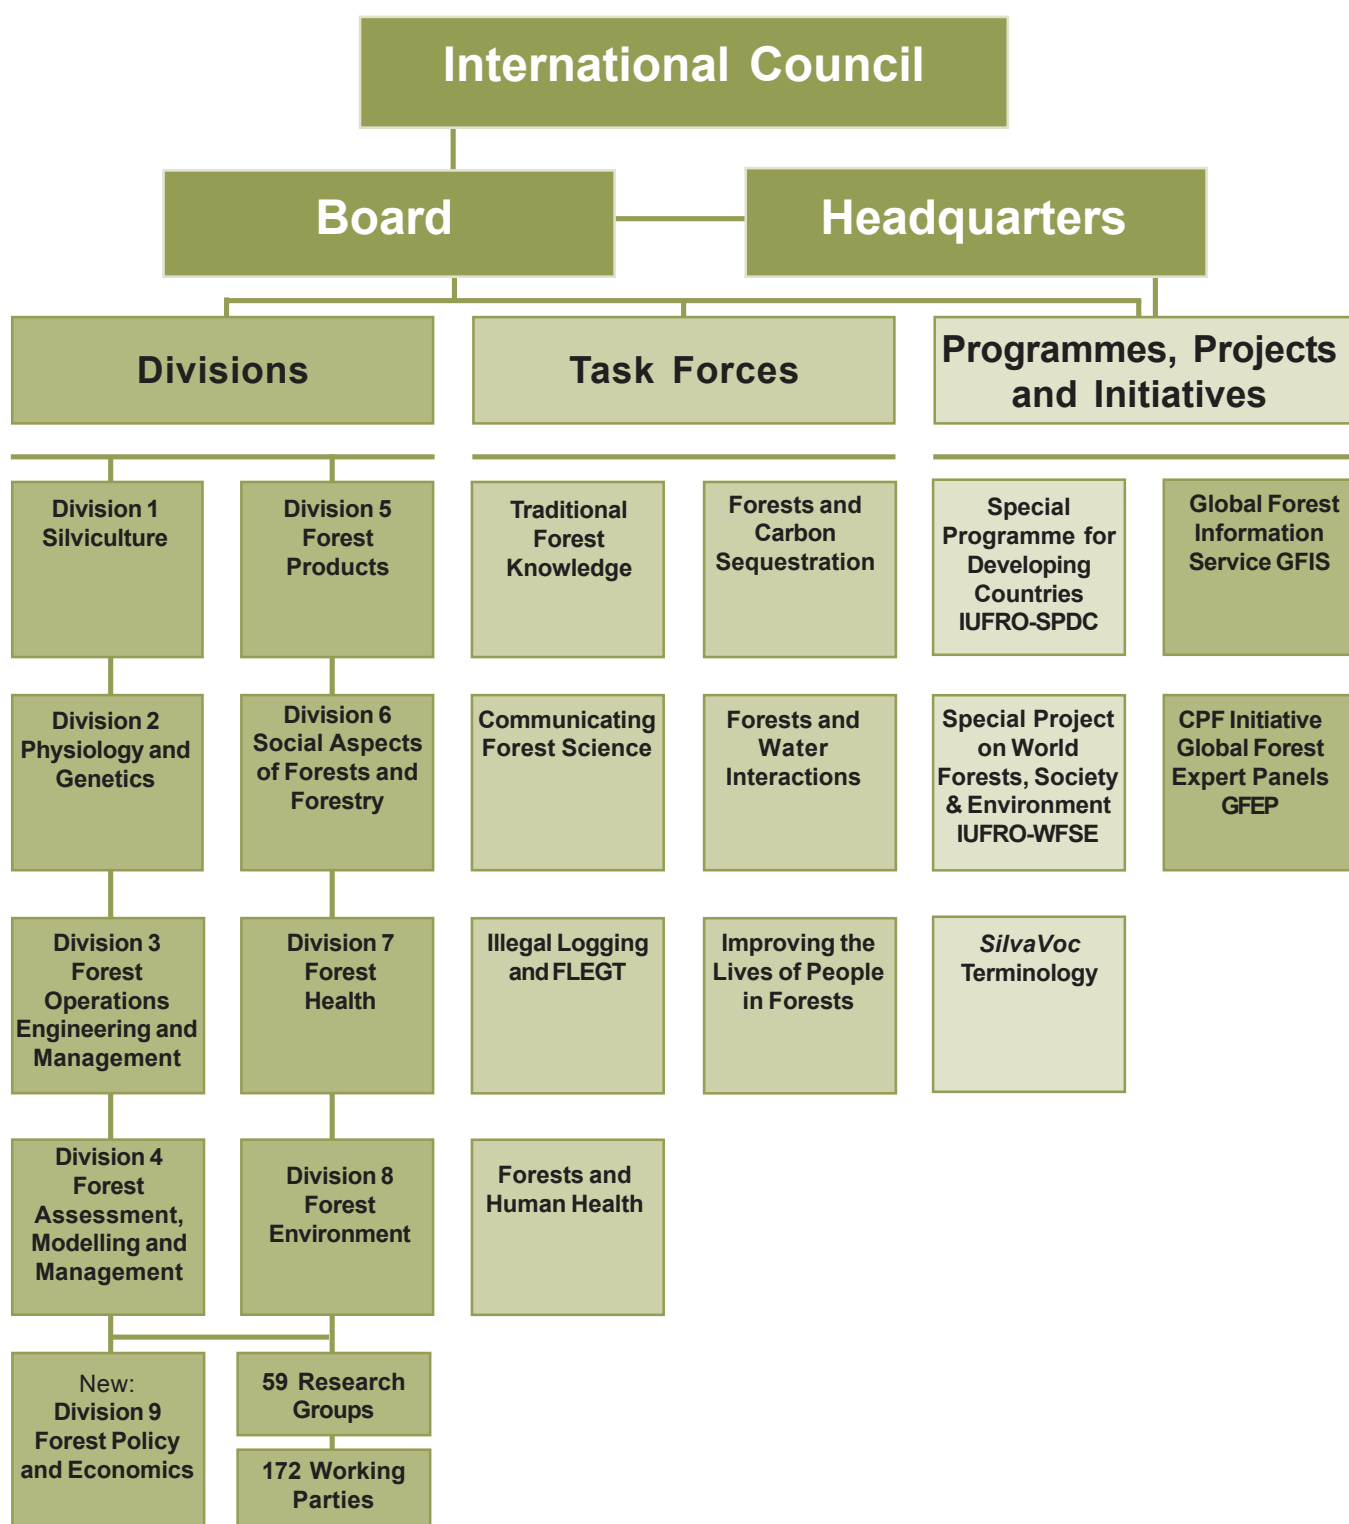 International Council
Board
Headquarters
Divisions
Task Forces
Programmes, Projects
and Initiatives
Division 1
Silviculture
Division 5
Forest
Products
Traditional
Forest
Knowledge
Forests and
Carbon
Sequestration
Special
Programme for
Developing
Countries
IUFRO-SPDC
Global Forest
Information
Service GFIS
Division 2
Physiology and
Genetics
Division 6
Social Aspects
of Forests and
Forestry
Communicating
Forest Science
Forests and
Water
Interactions
Special Project
on World
Forests, Society
& Environment
IUFRO-WFSE
CPF Initiative
Global Forest
Expert Panels
GFEP
Division 3
Forest
Operations
Engineering and
Management
Division 7
Forest
Health
Illegal Logging
and FLEGT
Improving the
Lives of People
in Forests
SilvaVoc
Terminology
Division 4
Forest
Assessment,
Modelling and
Management
Division 8
Forest
Environment
Forests and
Human Health
New:
Division 9
Forest Policy
and Economics
59 Research
Groups
172 Working
Parties